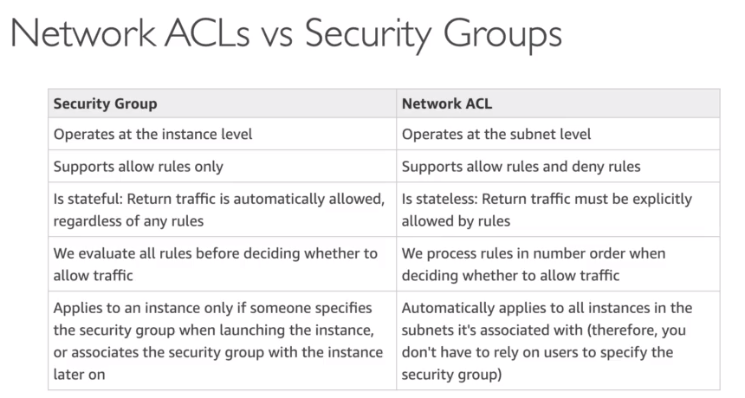 Network ACLs vs Security Groups
Security Group
Network ACL
Operates at the instance level
Operates at the subnet level
Supports allow rules only
Supports allow rules and deny rules
Is stateful: Return traffic is automatically allowed,
regardless of any rules
Is stateless: Return traffic must be explicitly
allowed by rules
We evaluate all rules before deciding whether to
allow traffic
We process rules in number order when
deciding whether to allow traffic
Applies to an instance only if someone specifies
the security group when launching the instance,
or associates the security group with the instance
later on
Automatically applies to all instances in the
subnets it's associated with (therefore, you
don't have to rely on users to specify the
security group)